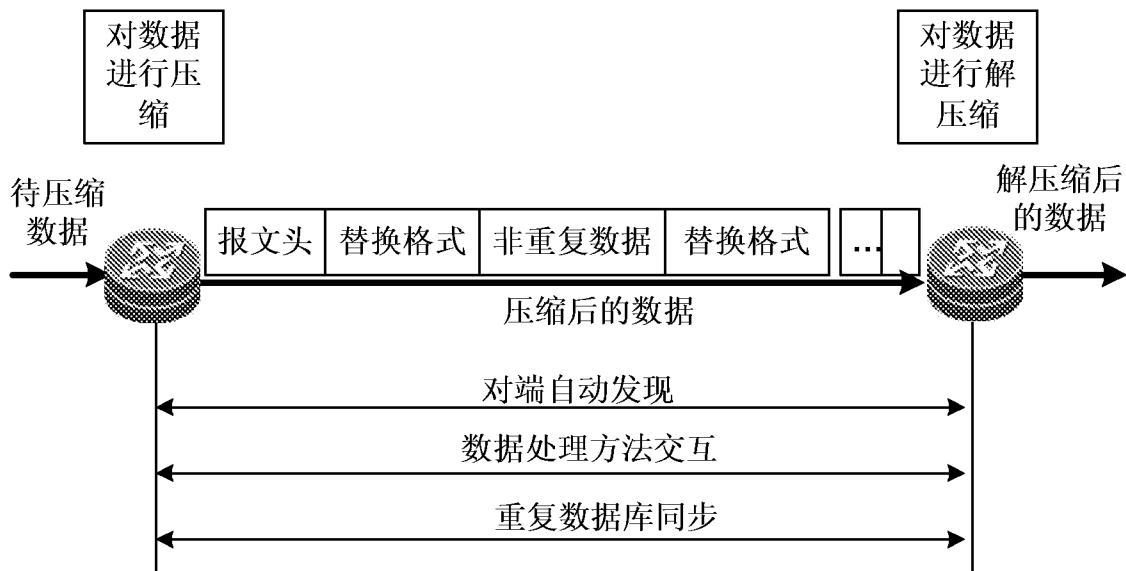 对数据
进行压
缩
对数据
进行解
压缩
待压缩
数据
解压缩后
的数据
报文头
替换格式
非重复数据
替换格式
...
压缩后的数据
对端自动发现
数据处理方法交互
重复数据库同步